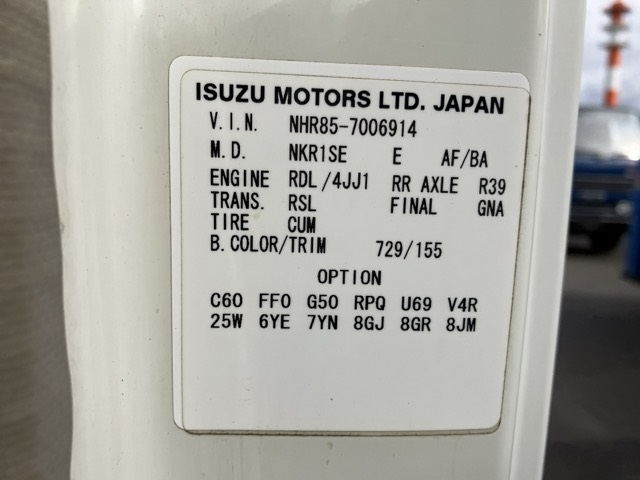 ISUZU MOTORS LTD. JAPAN
V.I.N. NHR85-7006914
M.D. NKR1SE E AF/BA
ENGINE RDL/4JJ1 RR AXLE R39
TRANS. RSL FINAL GNA
TIRE CUM
B.COLOR/TRIM 729/155
OPTION
C60 FF0 G50 RPQ U69 V4R
25W 6YE 7YN 8GJ 8GR 8JM